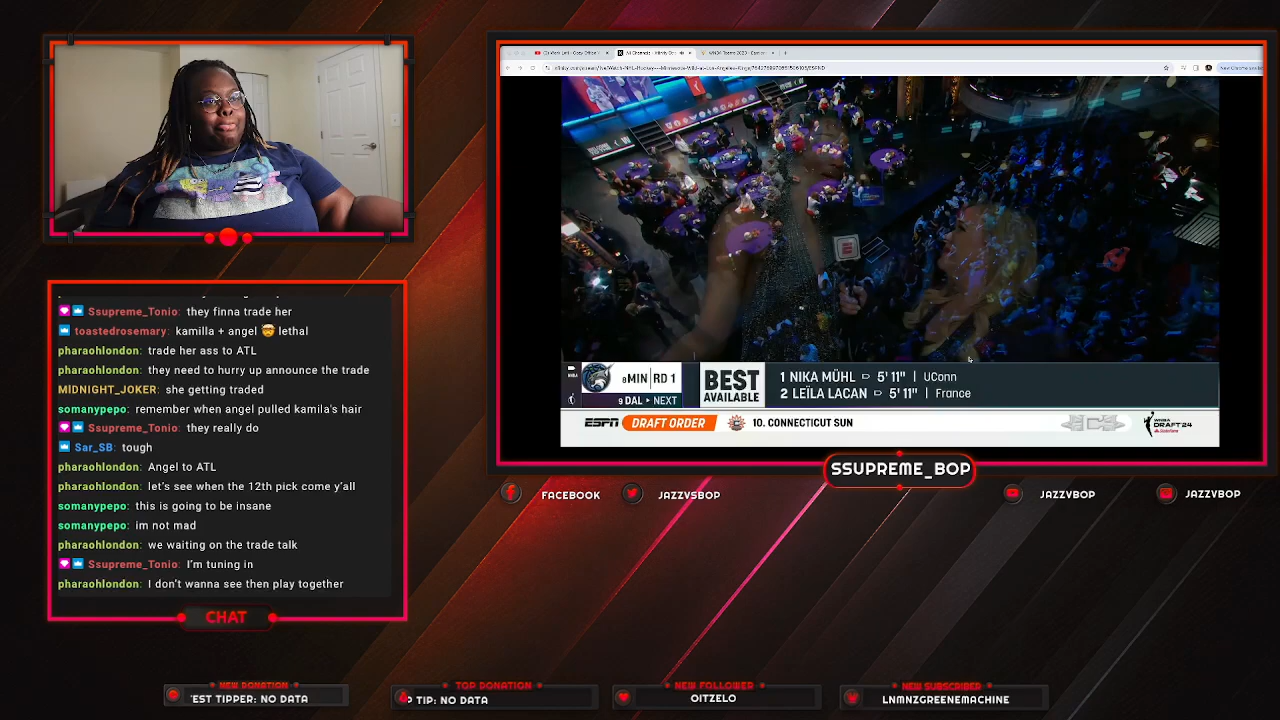 Ssupreme_Tonio: they finna trade her
toastedrosemary: kamilla + angel 🤯 lethal
pharaohlondon: trade her ass to ATL
pharaohlondon: they need to hurry up announce the trade
MIDNIGHT_JOKER: she getting traded
somanypepo: remember when angel pulled kamila's hair
Ssupreme_Tonio: they really do
Sar_SB: tough
pharaohlondon: Angel to ATL
pharaohlondon: let's see when the 12th pick come y'all
somanypepo: this is going to be insane
somanypepo: im not mad
pharaohlondon: we waiting on the trade talk
Ssupreme_Tonio: I'm tuning in
pharaohlondon: I don't wanna see then play together
CHAT
8 MIN RD 1
9 DAL ▸ NEXT
BEST AVAILABLE
1 NIKA MÜHL 5' 11" | UConn
2 LEÏLA LACAN 5' 11" | France
ESPN DRAFT ORDER 10. CONNECTICUT SUN
WNBA DRAFT 24
SSUPREME_BOP
FACEBOOK
JAZZVSBOP
JAZZVBOP
JAZZVBOP
NEW DONATION
'EST TIPPER: NO DATA
TOP DONATION
P TIP: NO DATA
NEW FOLLOWER
OITZELO
NEW SUBSCRIBER
LNMNZGREENEMACHINE